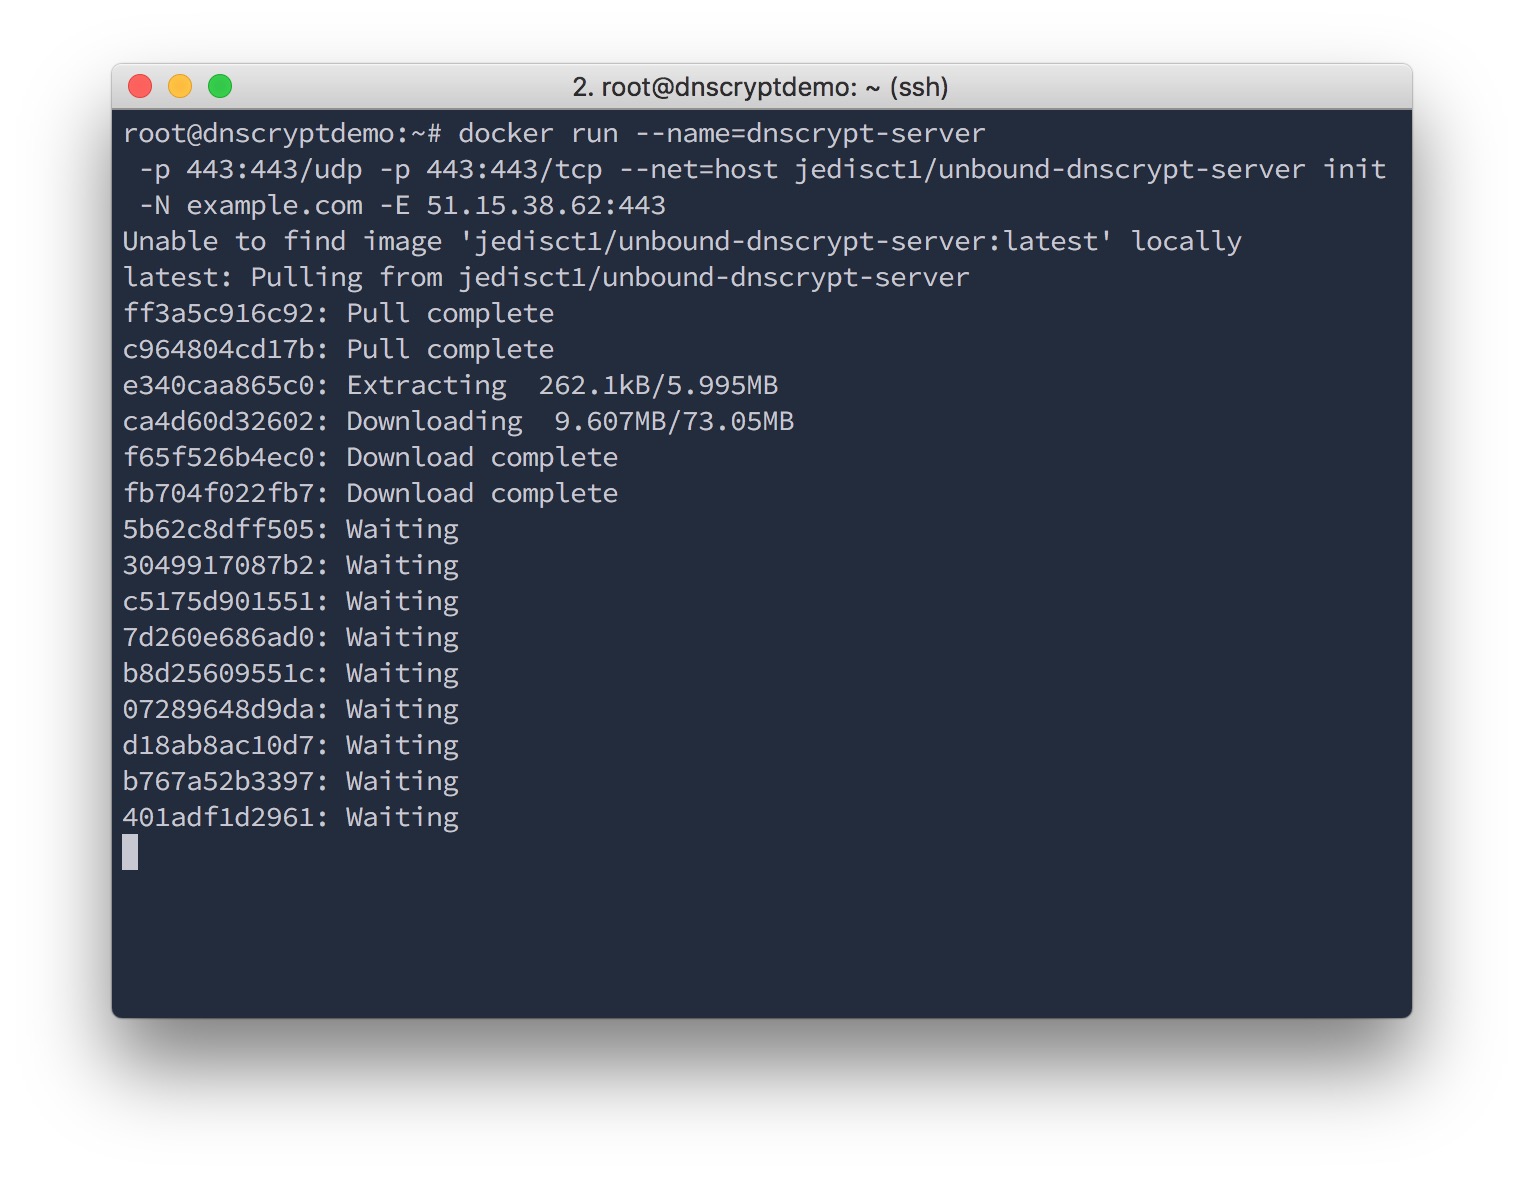 2. root@dnscryptdemo: ~ (ssh)
root@dnscryptdemo:~# docker run --name=dnscrypt-server
 -p 443:443/udp -p 443:443/tcp --net=host jedisct1/unbound-dnscrypt-server init
 -N example.com -E 51.15.38.62:443
Unable to find image 'jedisct1/unbound-dnscrypt-server:latest' locally
latest: Pulling from jedisct1/unbound-dnscrypt-server
ff3a5c916c92: Pull complete
c964804cd17b: Pull complete
e340caa865c0: Extracting  262.1kB/5.995MB
ca4d60d32602: Downloading  9.607MB/73.05MB
f65f526b4ec0: Download complete
fb704f022fb7: Download complete
5b62c8dff505: Waiting
3049917087b2: Waiting
c5175d901551: Waiting
7d260e686ad0: Waiting
b8d25609551c: Waiting
07289648d9da: Waiting
d18ab8ac10d7: Waiting
b767a52b3397: Waiting
401adf1d2961: Waiting